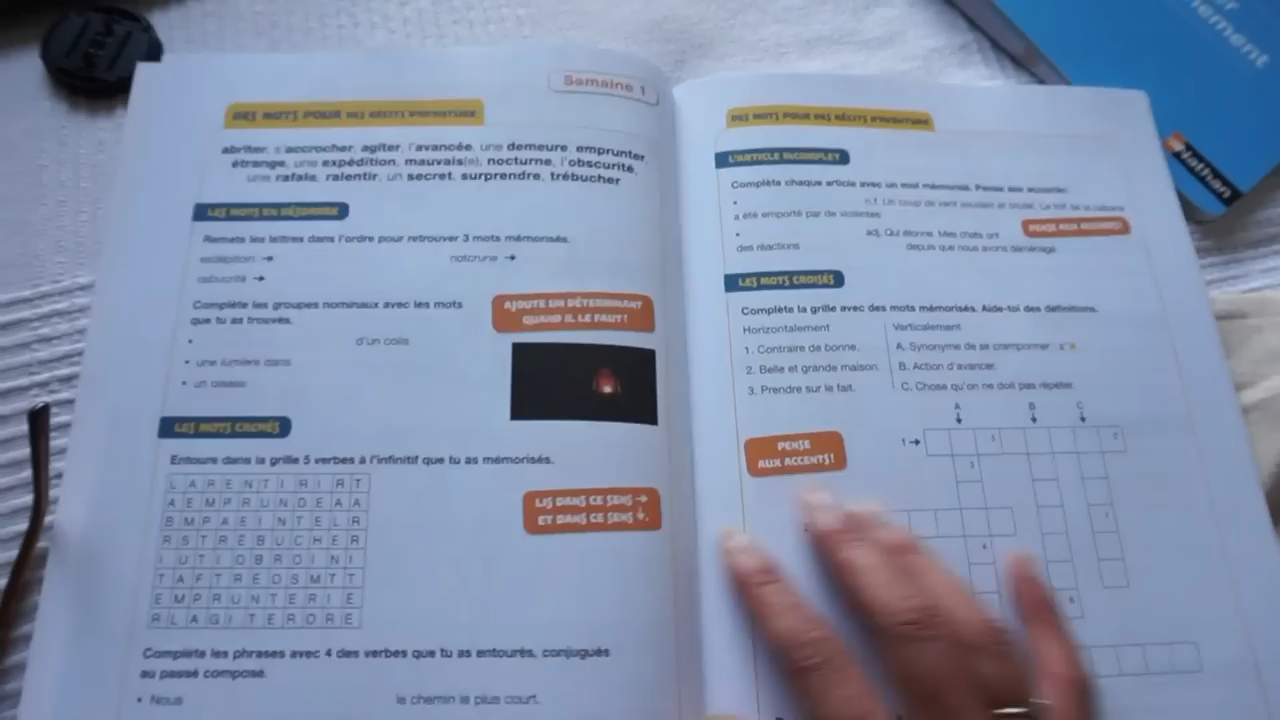 Semaine 1
DES MOTS POUR DES RÉCITS D'AVENTURE
abriter, s'accrocher, agiter, l'avancée, une demeure, emprunter,
étrange, une expédition, mauvais(e), nocturne, l'obscurité,
une rafale, ralentir, un secret, surprendre, trébucher
LES MOTS EN DÉSORDRE
Remets les lettres dans l'ordre pour retrouver 3 mots mémorisés.
notcrune →
Complète les groupes nominaux avec les mots
que tu as trouvés.
AJOUTE UN DÉTERMINANT
QUAND IL LE FAUT !
• d'un colis
• une lumière dans
• un oiseau
LES MOTS CACHÉS
Entoure dans la grille 5 verbes à l'infinitif que tu as mémorisés.
LIS DANS CE SENS →
ET DANS CE SENS ↓.
L A R E N T I R I R T
A E M P R U N D E A A
B M P A E I N T E L R
R S T R É B U C H E R
I U T I O B R O I N I
T A F T R E O S M T T
E M P R U N T E R I E
R L A G I T E R O R E
Complète les phrases avec 4 des verbes que tu as entourés, conjugués
au passé composé.
• Nous le chemin le plus court.
DES MOTS POUR DES RÉCITS D'AVENTURE
L'ARTICLE INCOMPLET
Complète chaque article avec un mot mémorisé. Pense aux accords.
• n.f. Un coup de vent soudain et brutal. Le toit de la cabane
a été emporté par de violentes
PENSE AUX ACCORDS !
• adj. Qui étonne. Mes chats ont
des réactions depuis que nous avons déménagé.
LES MOTS CROISÉS
Complète la grille avec des mots mémorisés. Aide-toi des définitions.
Horizontalement
1. Contraire de bonne.
2. Belle et grande maison.
3. Prendre sur le fait.
Verticalement
A. Synonyme de se cramponner : s'
B. Action d'avancer.
C. Chose qu'on ne doit pas répéter.
PENSE
AUX ACCENTS !
A B C
1 →
nement
Nathan